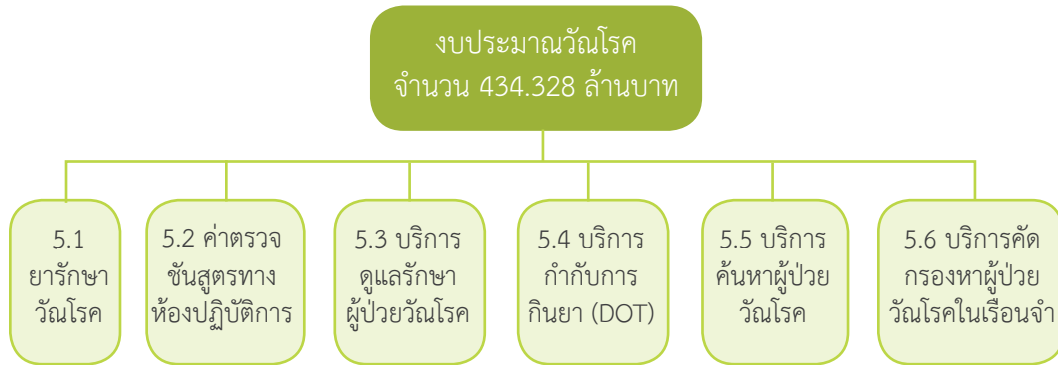 งบประมาณวัณโรค
จำนวน 434.328 ล้านบาท
5.1
ยารักษา
วัณโรค
5.2 ค่าตรวจ
ชันสูตรทาง
ห้องปฏิบัติการ
5.3 บริการ
ดูแลรักษา
ผู้ป่วยวัณโรค
5.4 บริการ
กำกับการ
กินยา (DOT)
5.5 บริการ
ค้นหาผู้ป่วย
วัณโรค
5.6 บริการคัด
กรองหาผู้ป่วย
วัณโรคในเรือนจำ